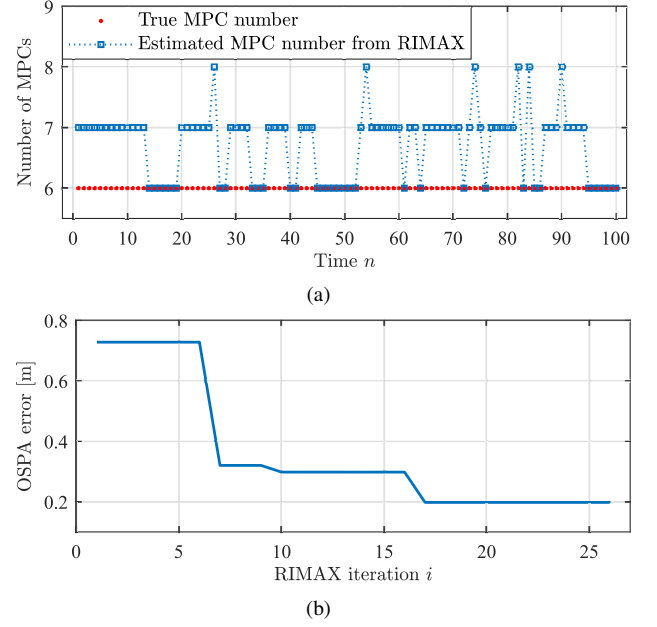 9
True MPC number
Estimated MPC number from RIMAX
8
7
6
Number of MPCs
0 10 20 30 40 50 60 70 80 90 100
Time n
(a)
0.8
0.6
0.4
0.2
OSPA error [m]
0 5 10 15 20 25
RIMAX iteration i
(b)